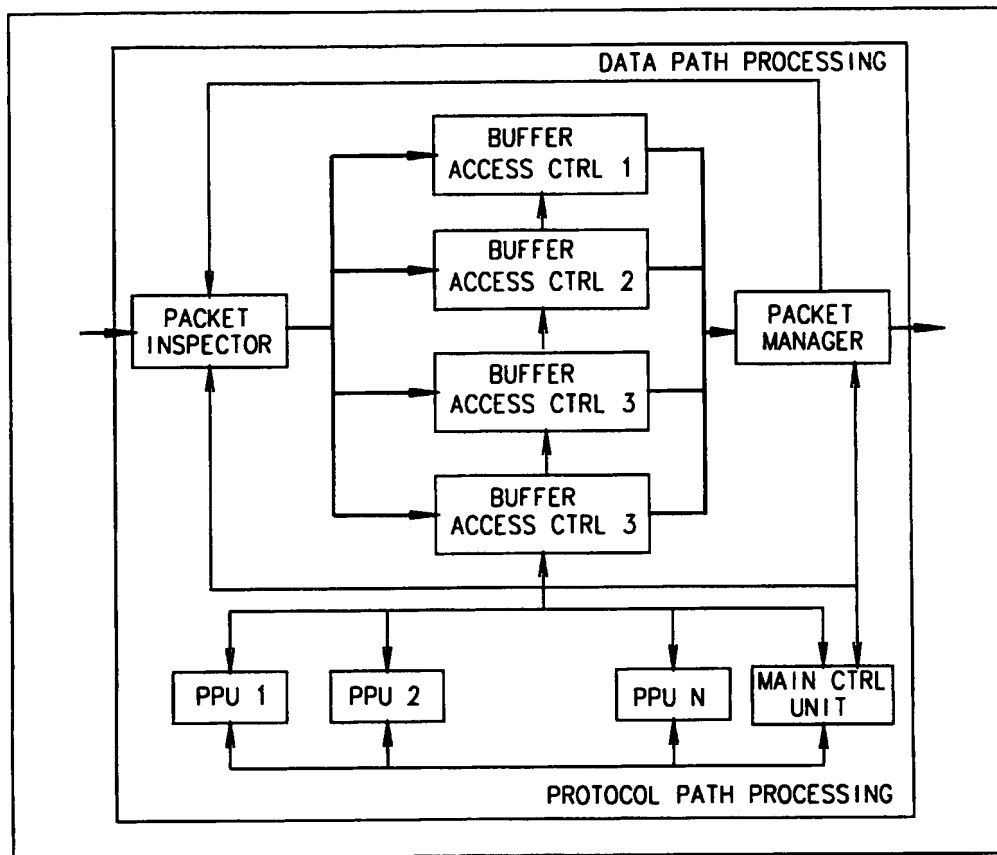 DATA PATH PROCESSING
BUFFER
ACCESS CTRL 1
BUFFER
ACCESS CTRL 2
PACKET
INSPECTOR
PACKET
MANAGER
BUFFER
ACCESS CTRL 3
BUFFER
ACCESS CTRL 3
PPU 1
PPU 2
PPU N
MAIN CTRL
UNIT
PROTOCOL PATH PROCESSING